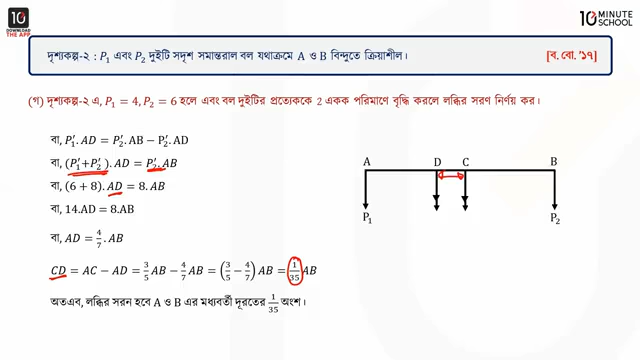 10
DOWNLOAD
THE APP
10 MINUTE
SCHOOL
দৃশ্যকল্প-২ : P₁ এবং P₂ দুইটি সদৃশ সমান্তরাল বল যথাক্রমে A ও B বিন্দুতে ক্রিয়াশীল।
[ব. বো. '১৭]
(গ) দৃশ্যকল্প-২ এ, P₁ = 4, P₂ = 6 হলে এবং বল দুইটির প্রত্যেককে 2 একক পরিমাণে বৃদ্ধি করলে লব্ধির সরণ নির্ণয় কর।
বা, P₁′. AD = P₂′. AB − P₂′. AD
বা, (P₁′+P₂′). AD = P₂′. AB
বা, (6 + 8). AD = 8. AB
বা, 14.AD = 8.AB
বা, AD = 4/7 . AB
CD = AC − AD = 3/5 AB − 4/7 AB = (3/5 − 4/7) AB = 1/35 AB
অতএব, লব্ধির সরন হবে A ও B এর মধ্যবর্তী দূরতের 1/35 অংশ।
A D C B
P₁ P₂